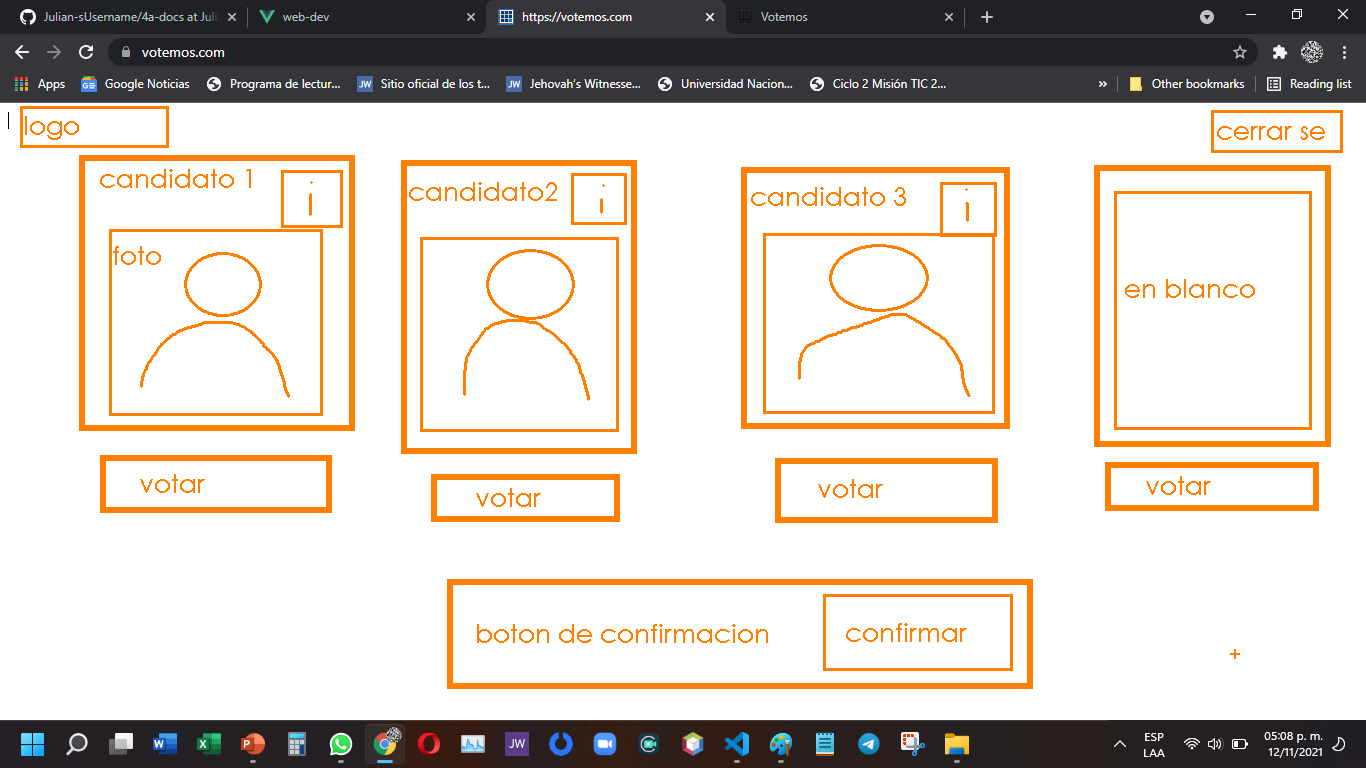 Julian-sUsername/4a-docs at Juli
web-dev
https://votemos.com
Votemos
votemos.com
Apps
Google Noticias
Programa de lectur...
Sitio oficial de los t...
Jehovah's Witnesse...
Universidad Nacion...
Ciclo 2 Misión TIC 2...
»
Other bookmarks
Reading list
logo
cerrar se
candidato 1
i
foto
candidato2
i
candidato 3
i
en blanco
votar
votar
votar
votar
boton de confirmacion
confirmar
JW
ESP
LAA
05:08 p. m.
12/11/2021